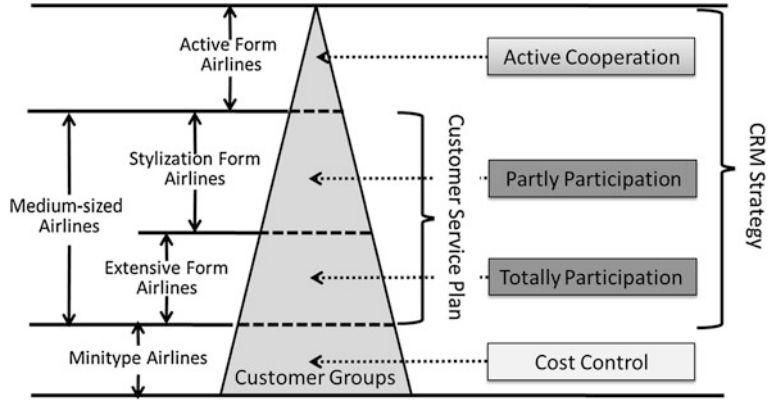 Active Form
Airlines
Active Cooperation
Stylization Form
Airlines
Medium-sized
Airlines
Partly Participation
Customer Service Plan
CRM Strategy
Extensive Form
Airlines
Totally Participation
Minitype Airlines
Cost Control
Customer Groups